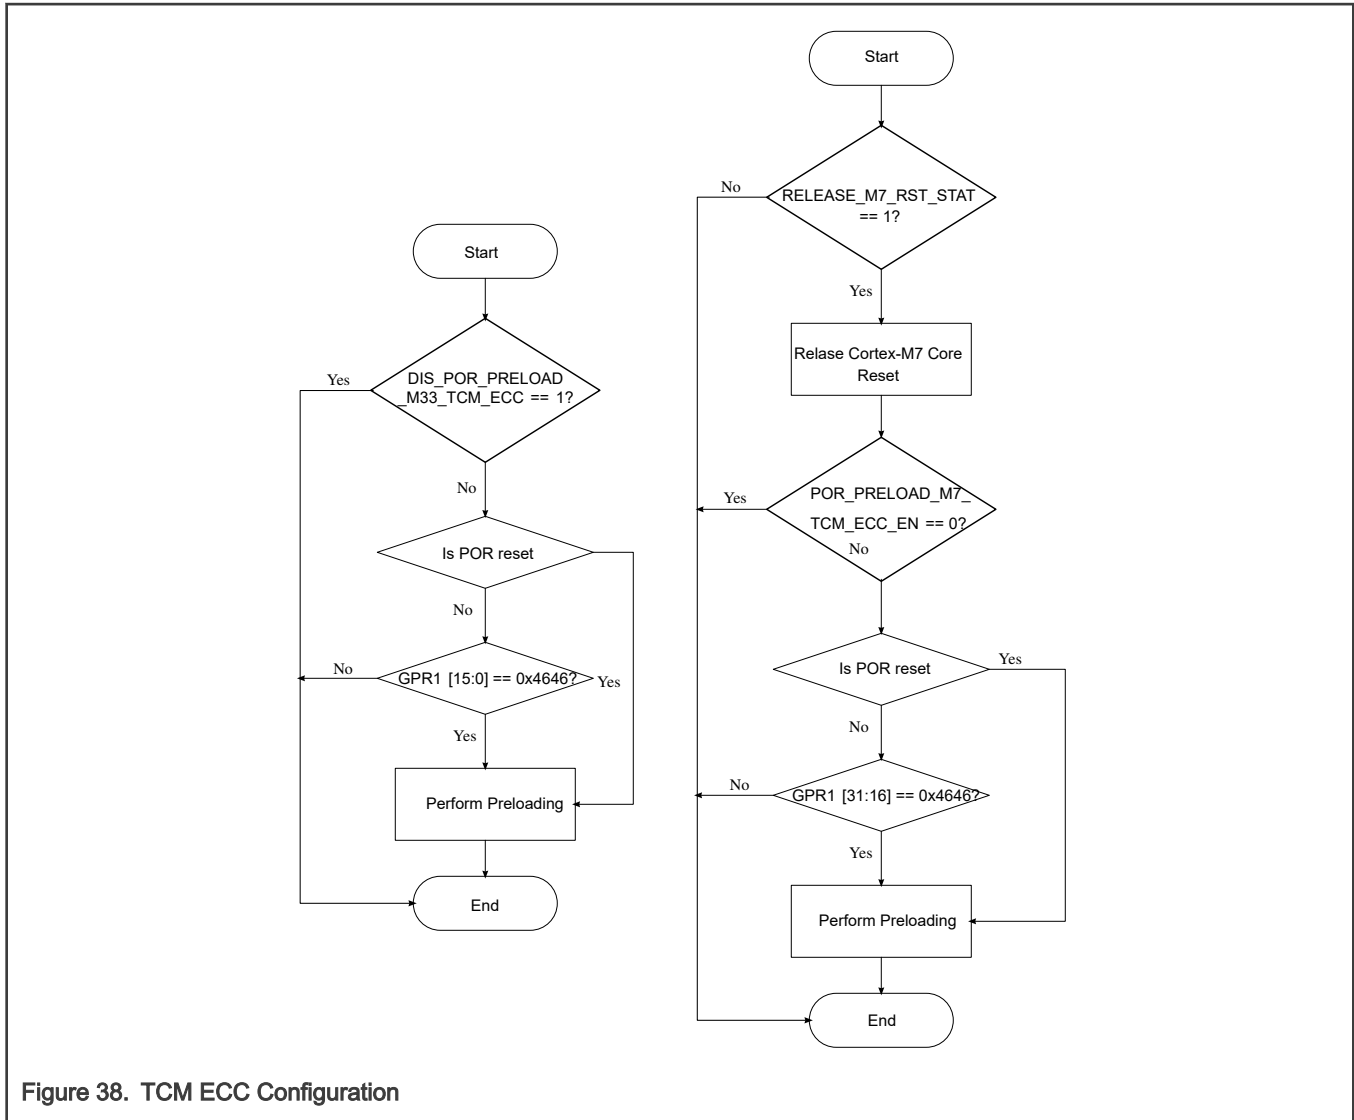 Start
DIS_POR_PRELOAD
_M33_TCM_ECC == 1?
Yes
No
Is POR reset
No
GPR1 [15:0] == 0x4646?
No
Yes
Yes
Perform Preloading
End
Start
RELEASE_M7_RST_STAT
== 1?
No
Yes
Relase Cortex-M7 Core
Reset
POR_PRELOAD_M7_
TCM_ECC_EN == 0?
Yes
No
Is POR reset
Yes
No
GPR1 [31:16] == 0x4646?
No
Yes
Perform Preloading
End
Figure 38. TCM ECC Configuration